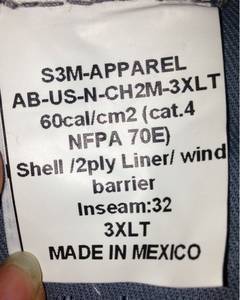 S3M-APPAREL
AB-US-N-CH2M-3XLT
60cal/cm2 (cat.4
NFPA 70E)
Shell /2ply Liner/ wind
barrier
Inseam:32
3XLT
MADE IN MEXICO